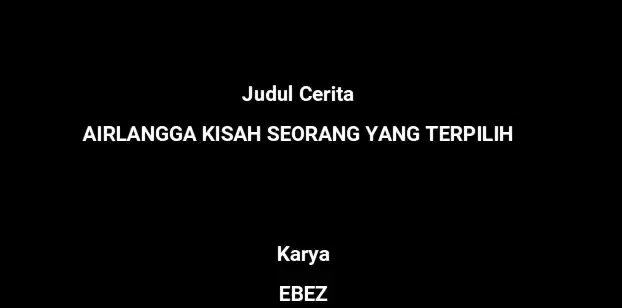 Judul Cerita
AIRLANGGA KISAH SEORANG YANG TERPILIH
Karya
EBEZ